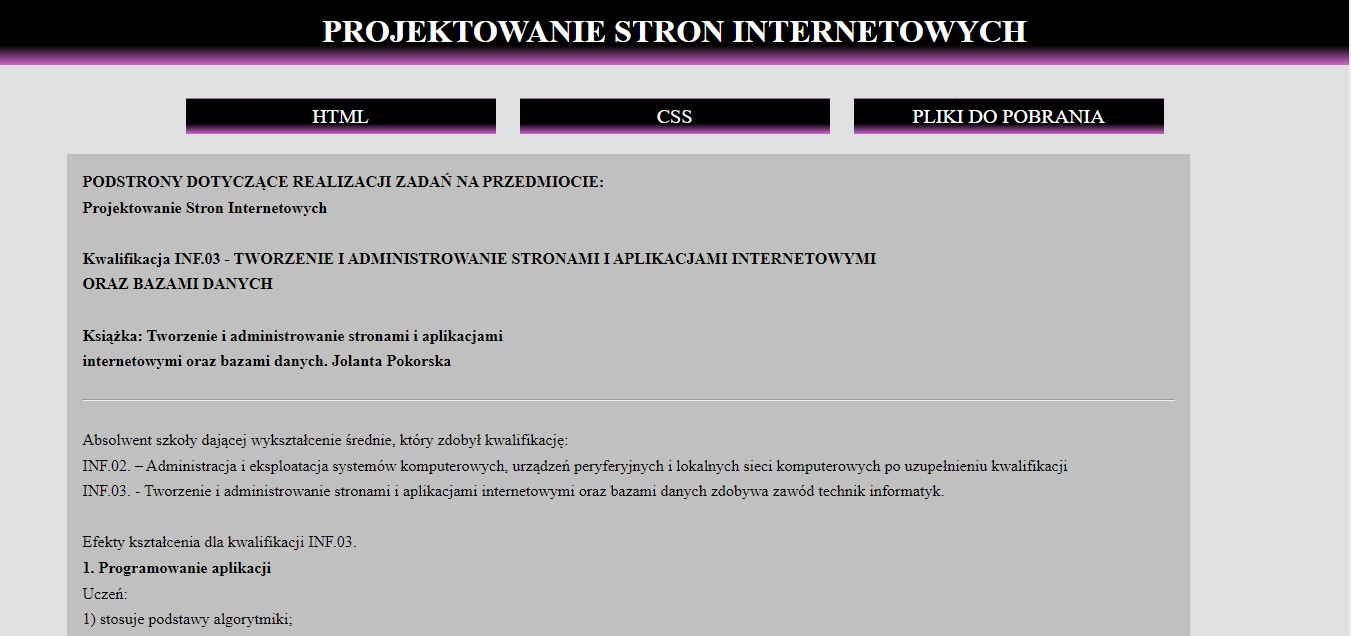 PROJEKTOWANIE STRON INTERNETOWYCH
HTML
CSS
PLIKI DO POBRANIA
PODSTRONY DOTYCZĄCE REALIZACJI ZADAŃ NA PRZEDMIOCIE:
Projektowanie Stron Internetowych
Kwalifikacja INF.03 - TWORZENIE I ADMINISTROWANIE STRONAMI I APLIKACJAMI INTERNETOWYMI
ORAZ BAZAMI DANYCH
Książka: Tworzenie i administrowanie stronami i aplikacjami
internetowymi oraz bazami danych. Jolanta Pokorska
Absolwent szkoły dającej wykształcenie średnie, który zdobył kwalifikację:
INF.02. – Administracja i eksploatacja systemów komputerowych, urządzeń peryferyjnych i lokalnych sieci komputerowych po uzupełnieniu kwalifikacji
INF.03. - Tworzenie i administrowanie stronami i aplikacjami internetowymi oraz bazami danych zdobywa zawód technik informatyk.
Efekty kształcenia dla kwalifikacji INF.03.
1. Programowanie aplikacji
Uczeń:
1) stosuje podstawy algorytmiki;